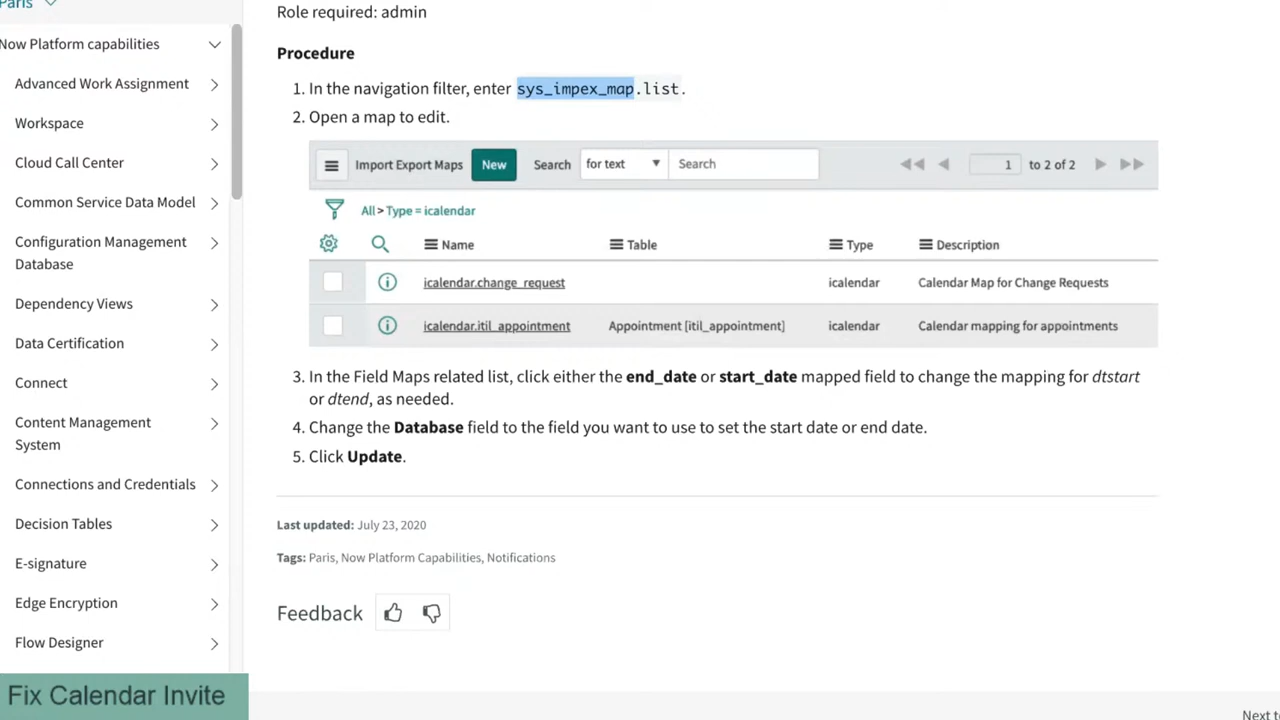 Paris
Now Platform capabilities
Advanced Work Assignment
Workspace
Cloud Call Center
Common Service Data Model
Configuration Management
Database
Dependency Views
Data Certification
Connect
Content Management
System
Connections and Credentials
Decision Tables
E-signature
Edge Encryption
Flow Designer
Fix Calendar Invite
Role required: admin
Procedure
1. In the navigation filter, enter sys_impex_map.list.
2. Open a map to edit.
Import Export Maps New Search for text Search 1 to 2 of 2
All > Type = icalendar
Name Table Type Description
icalendar.change_request icalendar Calendar Map for Change Requests
icalendar.itil_appointment Appointment [itil_appointment] icalendar Calendar mapping for appointments
3. In the Field Maps related list, click either the end_date or start_date mapped field to change the mapping for dtstart
or dtend, as needed.
4. Change the Database field to the field you want to use to set the start date or end date.
5. Click Update.
Last updated: July 23, 2020
Tags: Paris, Now Platform Capabilities, Notifications
Feedback
Next t